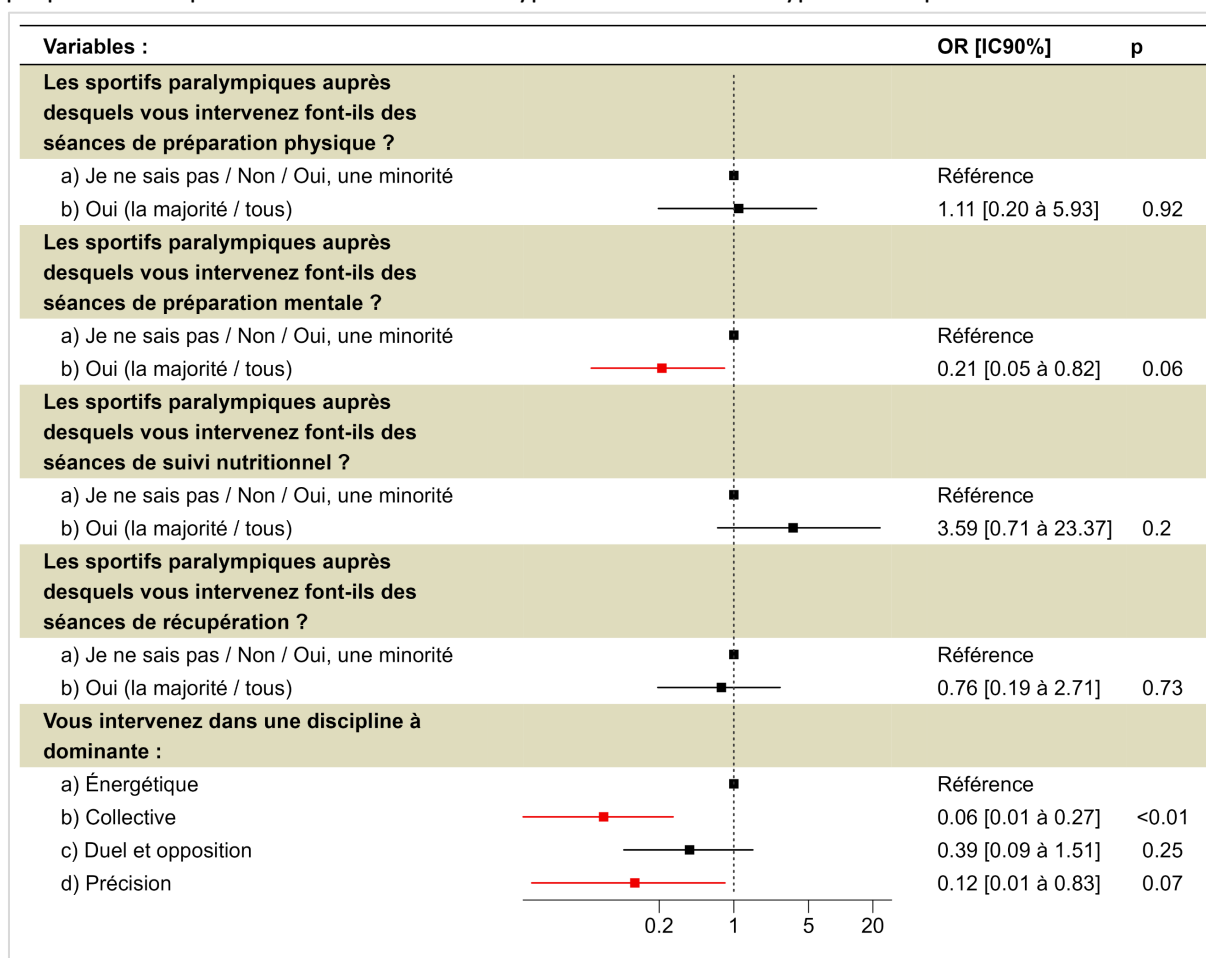 Variables : OR [IC90%] p
Les sportifs paralympiques auprès
desquels vous intervenez font-ils des
séances de préparation physique ?
a) Je ne sais pas / Non / Oui, une minorité Référence
b) Oui (la majorité / tous) 1.11 [0.20 à 5.93] 0.92
Les sportifs paralympiques auprès
desquels vous intervenez font-ils des
séances de préparation mentale ?
a) Je ne sais pas / Non / Oui, une minorité Référence
b) Oui (la majorité / tous) 0.21 [0.05 à 0.82] 0.06
Les sportifs paralympiques auprès
desquels vous intervenez font-ils des
séances de suivi nutritionnel ?
a) Je ne sais pas / Non / Oui, une minorité Référence
b) Oui (la majorité / tous) 3.59 [0.71 à 23.37] 0.2
Les sportifs paralympiques auprès
desquels vous intervenez font-ils des
séances de récupération ?
a) Je ne sais pas / Non / Oui, une minorité Référence
b) Oui (la majorité / tous) 0.76 [0.19 à 2.71] 0.73
Vous intervenez dans une discipline à
dominante :
a) Énergétique Référence
b) Collective 0.06 [0.01 à 0.27] <0.01
c) Duel et opposition 0.39 [0.09 à 1.51] 0.25
d) Précision 0.12 [0.01 à 0.83] 0.07
0.2 1 5 20